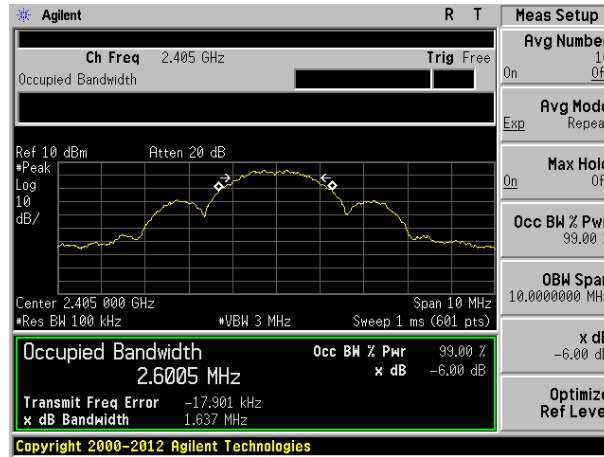 Agilent R T Meas Setup
Ch Freq 2.405 GHz Trig Free
Occupied Bandwidth
Avg Number
On
Avg Mode
Exp Repeat
Max Hold
On
Occ BW % Pwr
99.00
OBW Span
10.0000000 MHz
x dB
-6.00 dB
Optimize
Ref Level
Ref 10 dBm Atten 20 dB
#Peak
Log
10
dB/
Center 2.405 000 GHz Span 10 MHz
#Res BW 100 kHz #VBW 3 MHz Sweep 1 ms (601 pts)
Occupied Bandwidth
2.6005 MHz
Occ BW % Pwr 99.00 %
x dB -6.00 dB
Transmit Freq Error -17.901 kHz
x dB Bandwidth 1.637 MHz
Copyright 2000-2012 Agilent Technologies